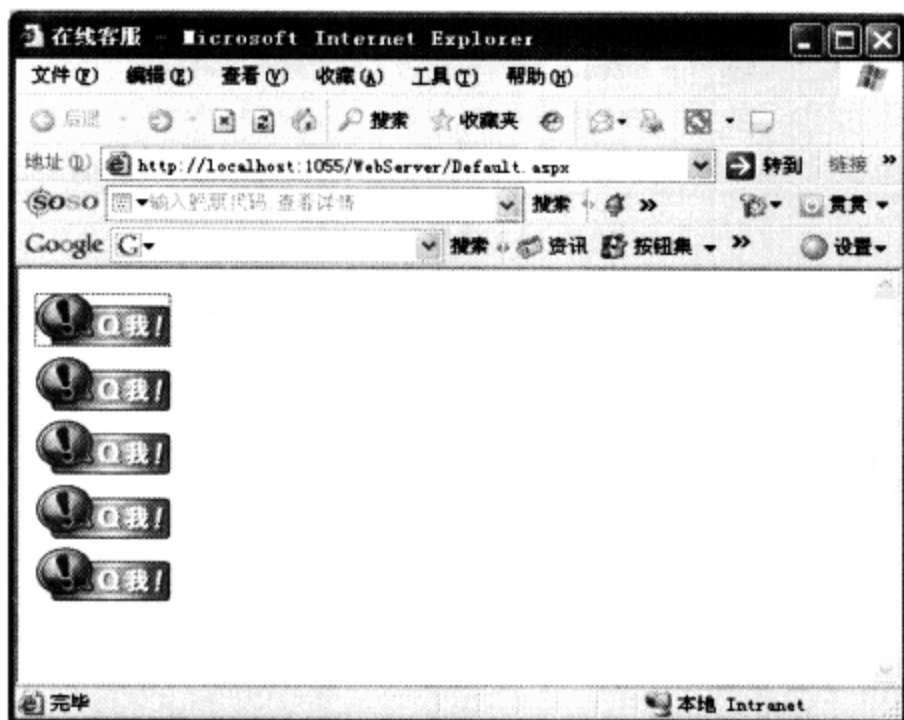 在线客服 - Microsoft Internet Explorer
文件(F) 编辑(E) 查看(V) 收藏(A) 工具(T) 帮助(H)
后退 搜索 收藏夹
地址(D) http://localhost:1055/WebServer/Default.aspx 转到 链接 »
SOSO 输入 代码,查看详情 搜索 » 贯贯
Google G 搜索 资讯 按钮集 » 设置
Q我!
Q我!
Q我!
Q我!
Q我!
完毕 本地 Intranet